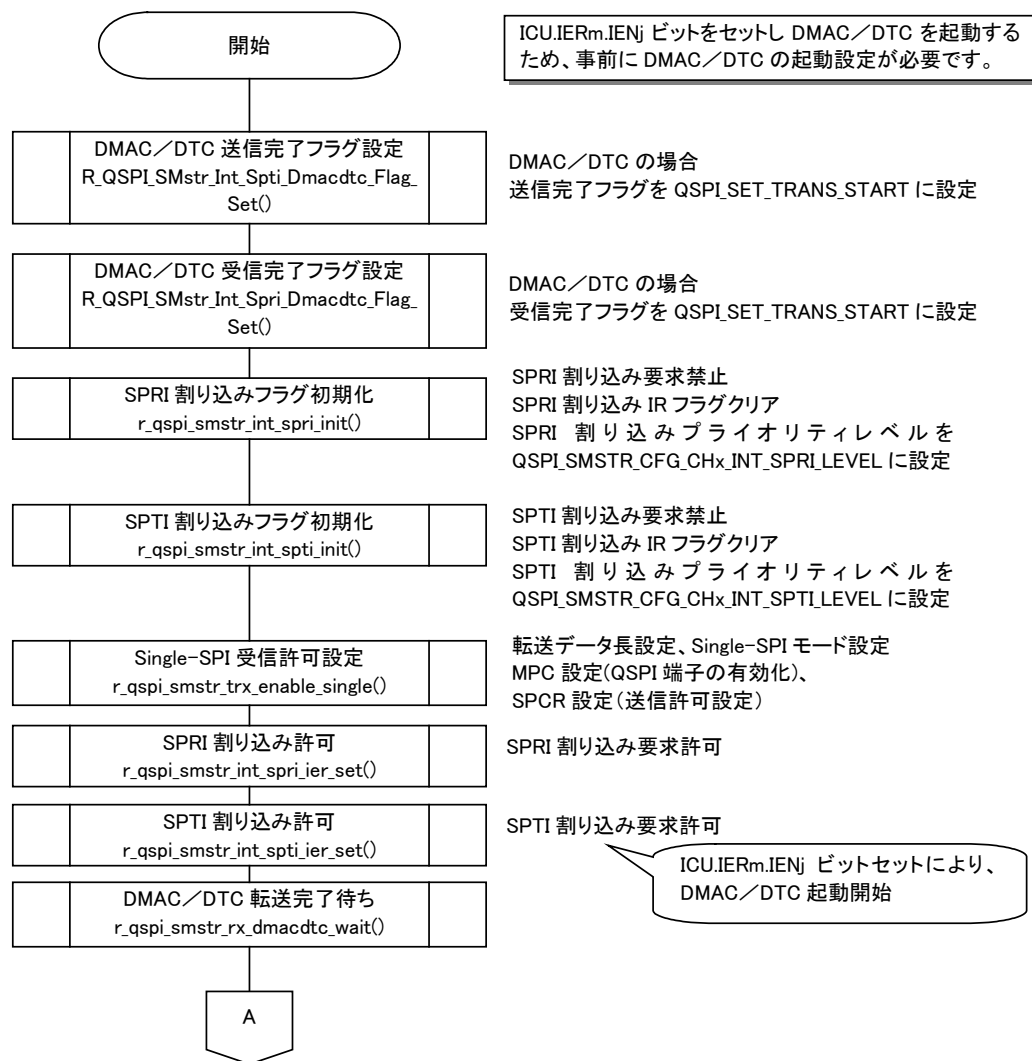 開始
ICU.IERm.IENj ビットをセットし DMAC／DTC を起動する
ため、事前に DMAC／DTC の起動設定が必要です。
DMAC／DTC 送信完了フラグ設定
R_QSPI_SMstr_Int_Spti_Dmacdtc_Flag_
Set()
DMAC／DTC の場合
送信完了フラグを QSPI_SET_TRANS_START に設定
DMAC／DTC 受信完了フラグ設定
R_QSPI_SMstr_Int_Spri_Dmacdtc_Flag_
Set()
DMAC／DTC の場合
受信完了フラグを QSPI_SET_TRANS_START に設定
SPRI 割り込みフラグ初期化
r_qspi_smstr_int_spri_init()
SPRI 割り込み要求禁止
SPRI 割り込み IR フラグクリア
SPRI 割り込みプライオリティレベルを
QSPI_SMSTR_CFG_CHx_INT_SPRI_LEVEL に設定
SPTI 割り込みフラグ初期化
r_qspi_smstr_int_spti_init()
SPTI 割り込み要求禁止
SPTI 割り込み IR フラグクリア
SPTI 割り込みプライオリティレベルを
QSPI_SMSTR_CFG_CHx_INT_SPTI_LEVEL に設定
Single-SPI 受信許可設定
r_qspi_smstr_trx_enable_single()
転送データ長設定、Single-SPI モード設定
MPC 設定(QSPI 端子の有効化)、
SPCR 設定（送信許可設定）
SPRI 割り込み許可
r_qspi_smstr_int_spri_ier_set()
SPRI 割り込み要求許可
SPTI 割り込み許可
r_qspi_smstr_int_spti_ier_set()
SPTI 割り込み要求許可
ICU.IERm.IENj ビットセットにより、
DMAC／DTC 起動開始
DMAC／DTC 転送完了待ち
r_qspi_smstr_rx_dmacdtc_wait()
A